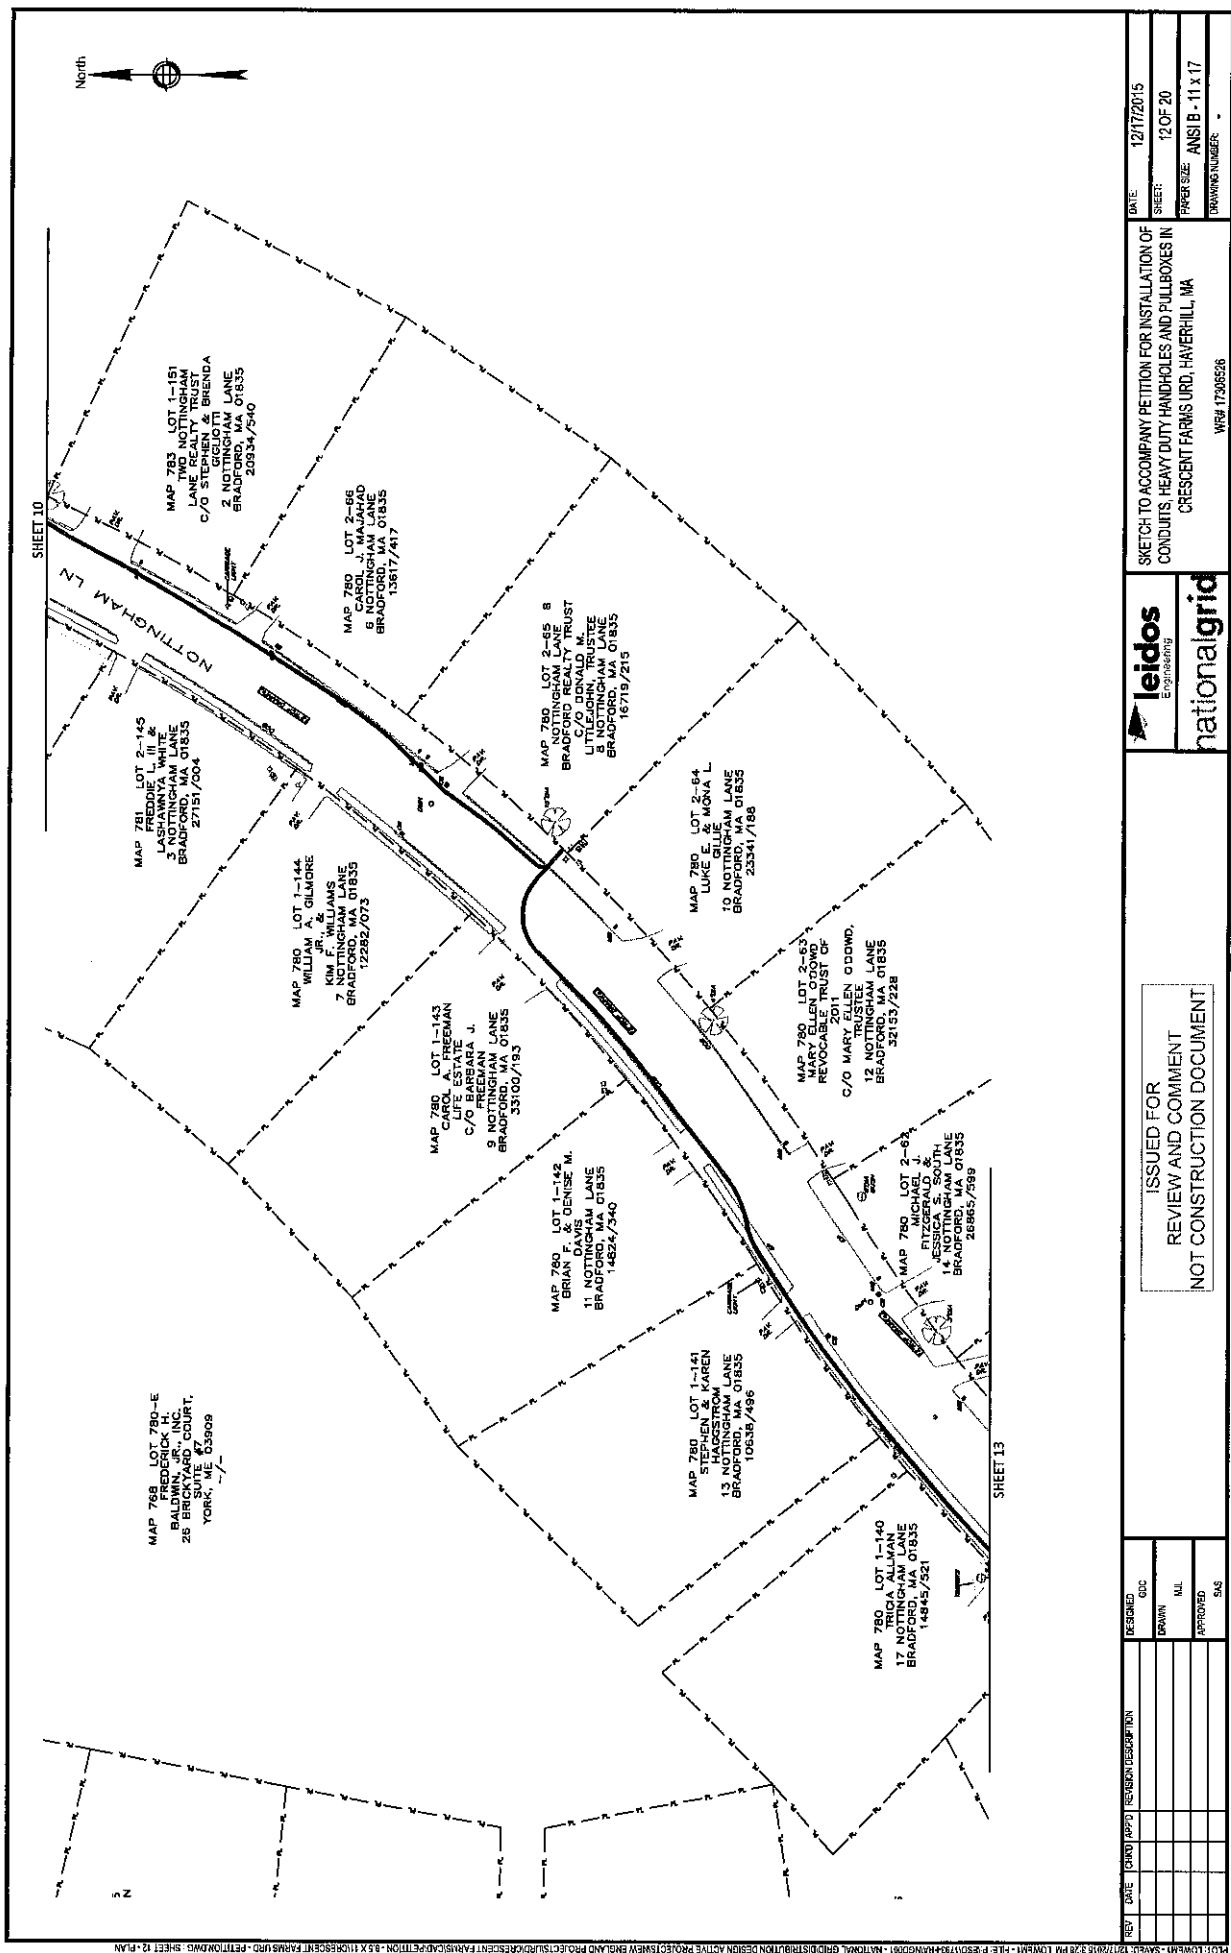 North
SHEET 10
NOTTINGHAM LN
MAP 783 LOT 1-151
TWO NOTTINGHAM
LANE REALTY TRUST
C/O STEPHEN & BRENDA
GIGLIOTTI
2 NOTTINGHAM LANE
BRADFORD, MA 01835
20934/540
MAP 780 LOT 2-66
CAROL J. MAJAHAD
6 NOTTINGHAM LANE
BRADFORD, MA 01835
13617/417
MAP 780 LOT 2-65 8
NOTTINGHAM LANE
BRADFORD REALTY TRUST
C/O DONALD M.
LITTLEJOHN, TRUSTEE
8 NOTTINGHAM LANE
BRADFORD, MA 01835
16719/215
MAP 780 LOT 2-64
LUKE E. & MONA L.
GILLIE
10 NOTTINGHAM LANE
BRADFORD, MA 01835
23341/188
MAP 780 LOT 2-63
MARY ELLEN ODOWD
REVOCABLE TRUST OF
2011
C/O MARY ELLEN ODOWD,
TRUSTEE
12 NOTTINGHAM LANE
BRADFORD, MA 01835
32153/228
MAP 780 LOT 2-62
MICHAEL J.
FITZGERALD &
JESSICA S. SOUTH
14 NOTTINGHAM LANE
BRADFORD, MA 01835
26865/599
MAP 781 LOT 2-145
FREDDIE L. III &
LASHAWNYA WHITE
3 NOTTINGHAM LANE
BRADFORD, MA 01835
27151/004
MAP 780 LOT 1-144
WILLIAM A. GILMORE
JR., &
KIM F. WILLIAMS
7 NOTTINGHAM LANE
BRADFORD, MA 01835
12282/073
MAP 780 LOT 1-143
CAROL A. FREEMAN
LIFE ESTATE
C/O BARBARA J.
FREEMAN
9 NOTTINGHAM LANE
BRADFORD, MA 01835
33100/193
MAP 780 LOT 1-142
BRIAN F. & DENISE M.
DAVIS
11 NOTTINGHAM LANE
BRADFORD, MA 01835
14624/340
CARRIAGE
LIGHT
MAP 780 LOT 1-141
STEPHEN & KAREN
HAGGSTROM
13 NOTTINGHAM LANE
BRADFORD, MA 01835
10638/496
MAP 780 LOT 1-140
TRICIA ALLMAN
17 NOTTINGHAM LANE
BRADFORD, MA 01835
14845/521
MAP 768 LOT 780-E
FREDERICK H.
BALDWIN, JR., INC.
26 BRICKYARD COURT,
SUITE #7
YORK, ME 03909
-/-
SHEET 13
REV DATE CHK'D APP'D REVISION DESCRIPTION
DESIGNED
GDC
DRAWN
MJL
APPROVED
SAS
ISSUED FOR
REVIEW AND COMMENT
NOT CONSTRUCTION DOCUMENT
leidos
Engineering
nationalgrid
SKETCH TO ACCOMPANY PETITION FOR INSTALLATION OF
CONDUITS, HEAVY DUTY HANDHOLES AND PULLBOXES IN
CRESCENT FARMS URD, HAVERHILL, MA
WR# 17306526
DATE: 12/17/2015
SHEET: 12 OF 20
PAPER SIZE: ANSI B - 11 x 17
DRAWING NUMBER: -